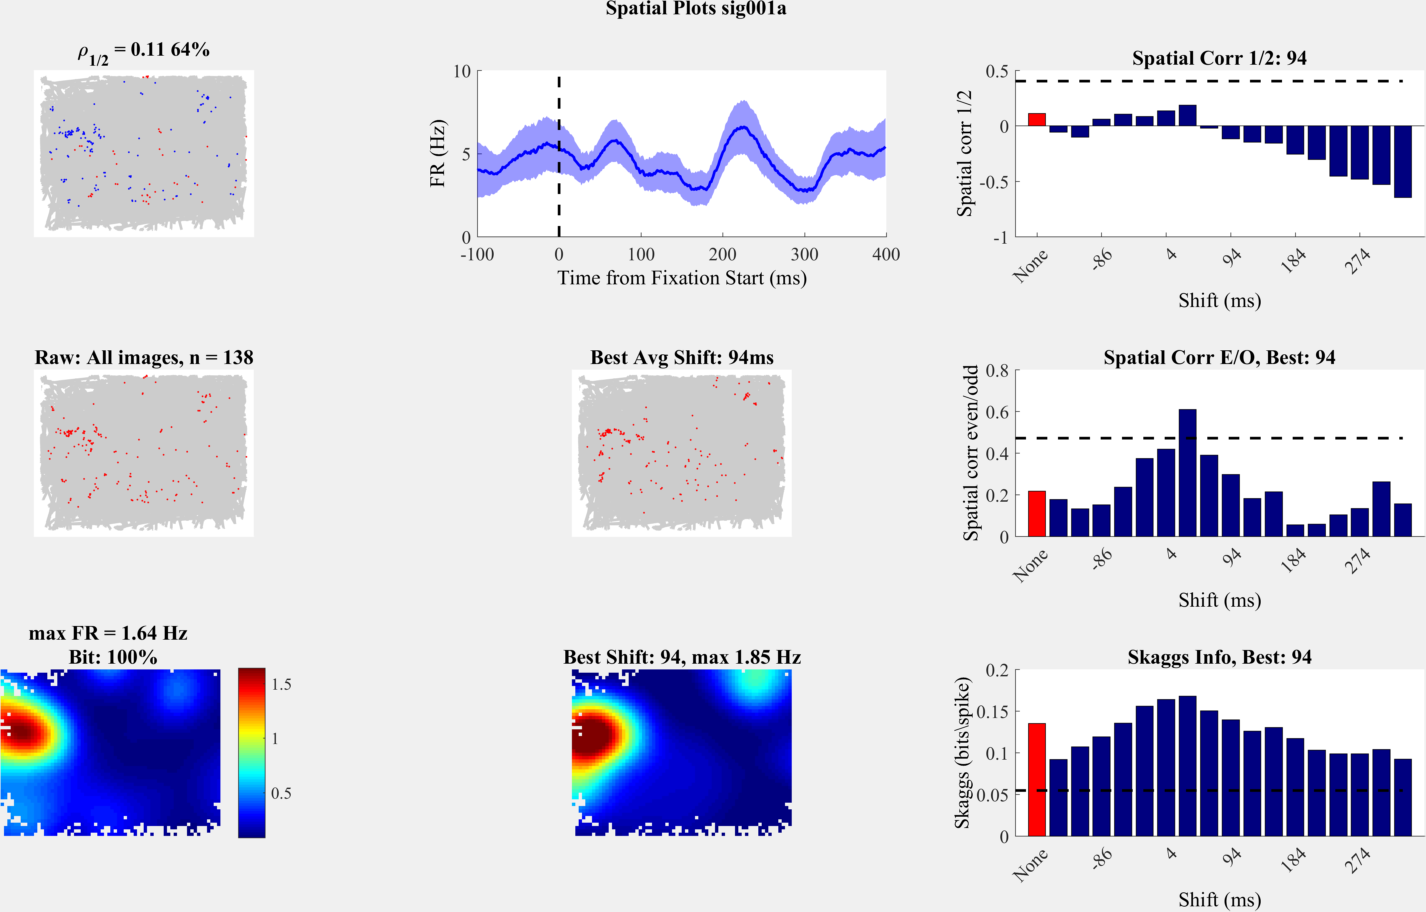 Spatial Plots sig001a
ρ1/2 = 0.11 64%
10
5
0
FR (Hz)
-100 0 100 200 300 400
Time from Fixation Start (ms)
Spatial Corr 1/2: 94
0.5
0
-0.5
-1
Spatial corr 1/2
None -86 4 94 184 274
Shift (ms)
Raw: All images, n = 138
Best Avg Shift: 94ms
Spatial Corr E/O, Best: 94
0.8
0.6
0.4
0.2
0
Spatial corr even/odd
None -86 4 94 184 274
Shift (ms)
max FR = 1.64 Hz
Bit: 100%
1.5
1
0.5
Best Shift: 94, max 1.85 Hz
Skaggs Info, Best: 94
0.2
0.15
0.1
0.05
0
Skaggs (bits\spike)
None -86 4 94 184 274
Shift (ms)